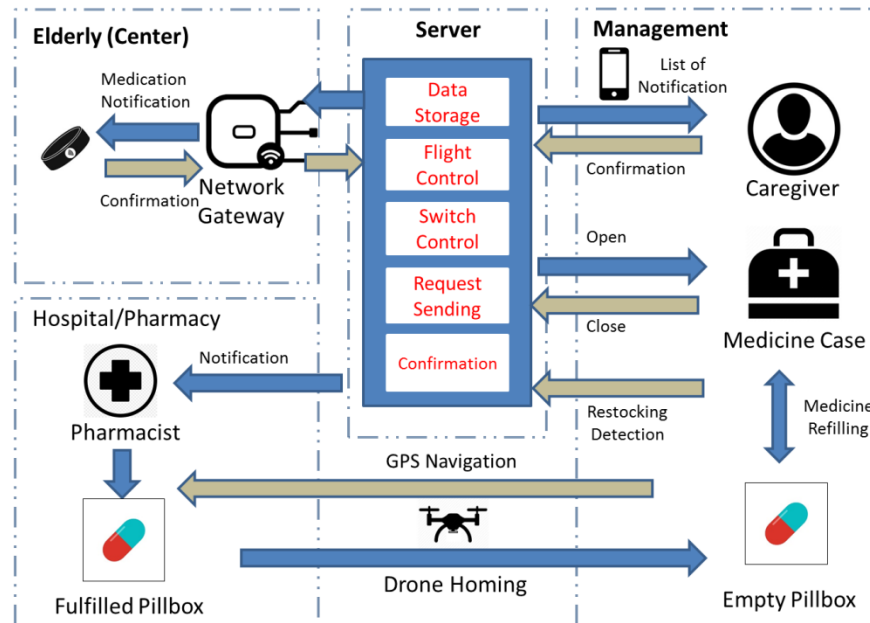 Elderly (Center)
Medication
Notification
Confirmation
Network
Gateway
Server
Data
Storage
Flight
Control
Switch
Control
Request
Sending
Confirmation
Management
List of
Notification
Confirmation
Caregiver
Open
Close
Medicine Case
Restocking
Detection
Medicine
Refilling
Hospital/Pharmacy
Notification
Pharmacist
GPS Navigation
Drone Homing
Fulfilled Pillbox
Empty Pillbox